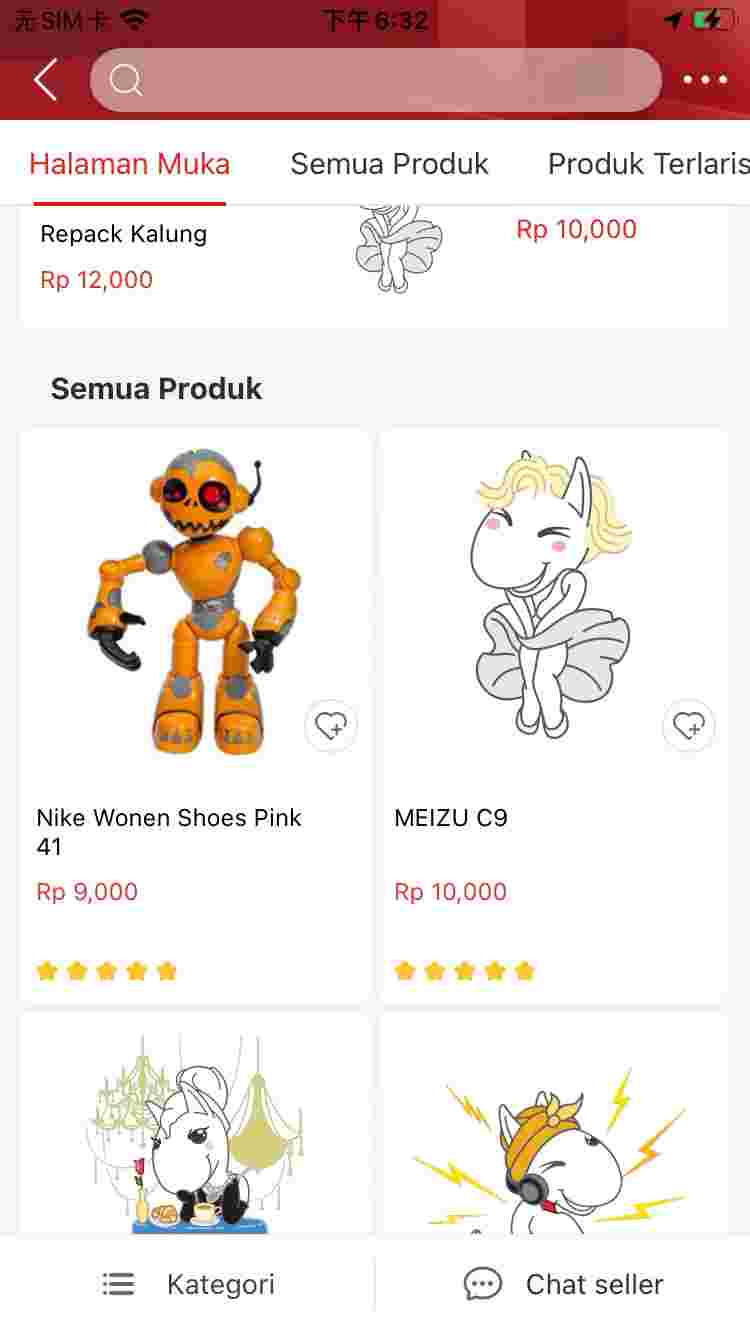 无SIM卡 下午6:32
Halaman Muka Semua Produk Produk Terlaris
Repack Kalung
Rp 12,000
Rp 10,000
Semua Produk
Nike Wonen Shoes Pink
41
Rp 9,000
MEIZU C9
Rp 10,000
Kategori
Chat seller